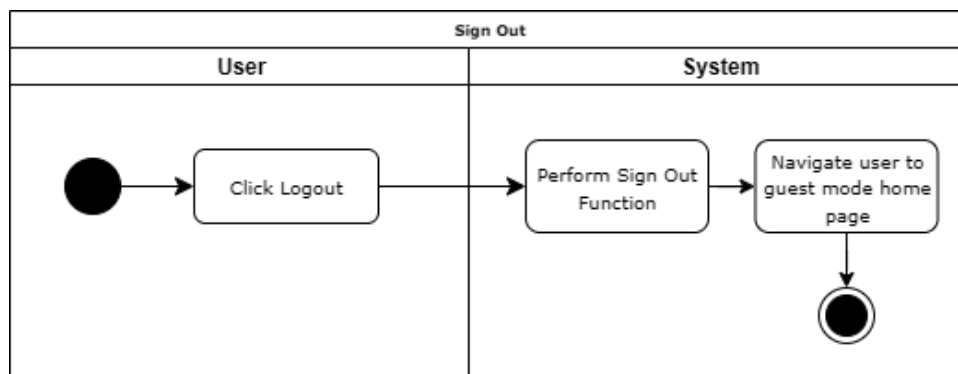 Sign Out
User
System
Click Logout
Perform Sign Out
Function
Navigate user to
guest mode home
page